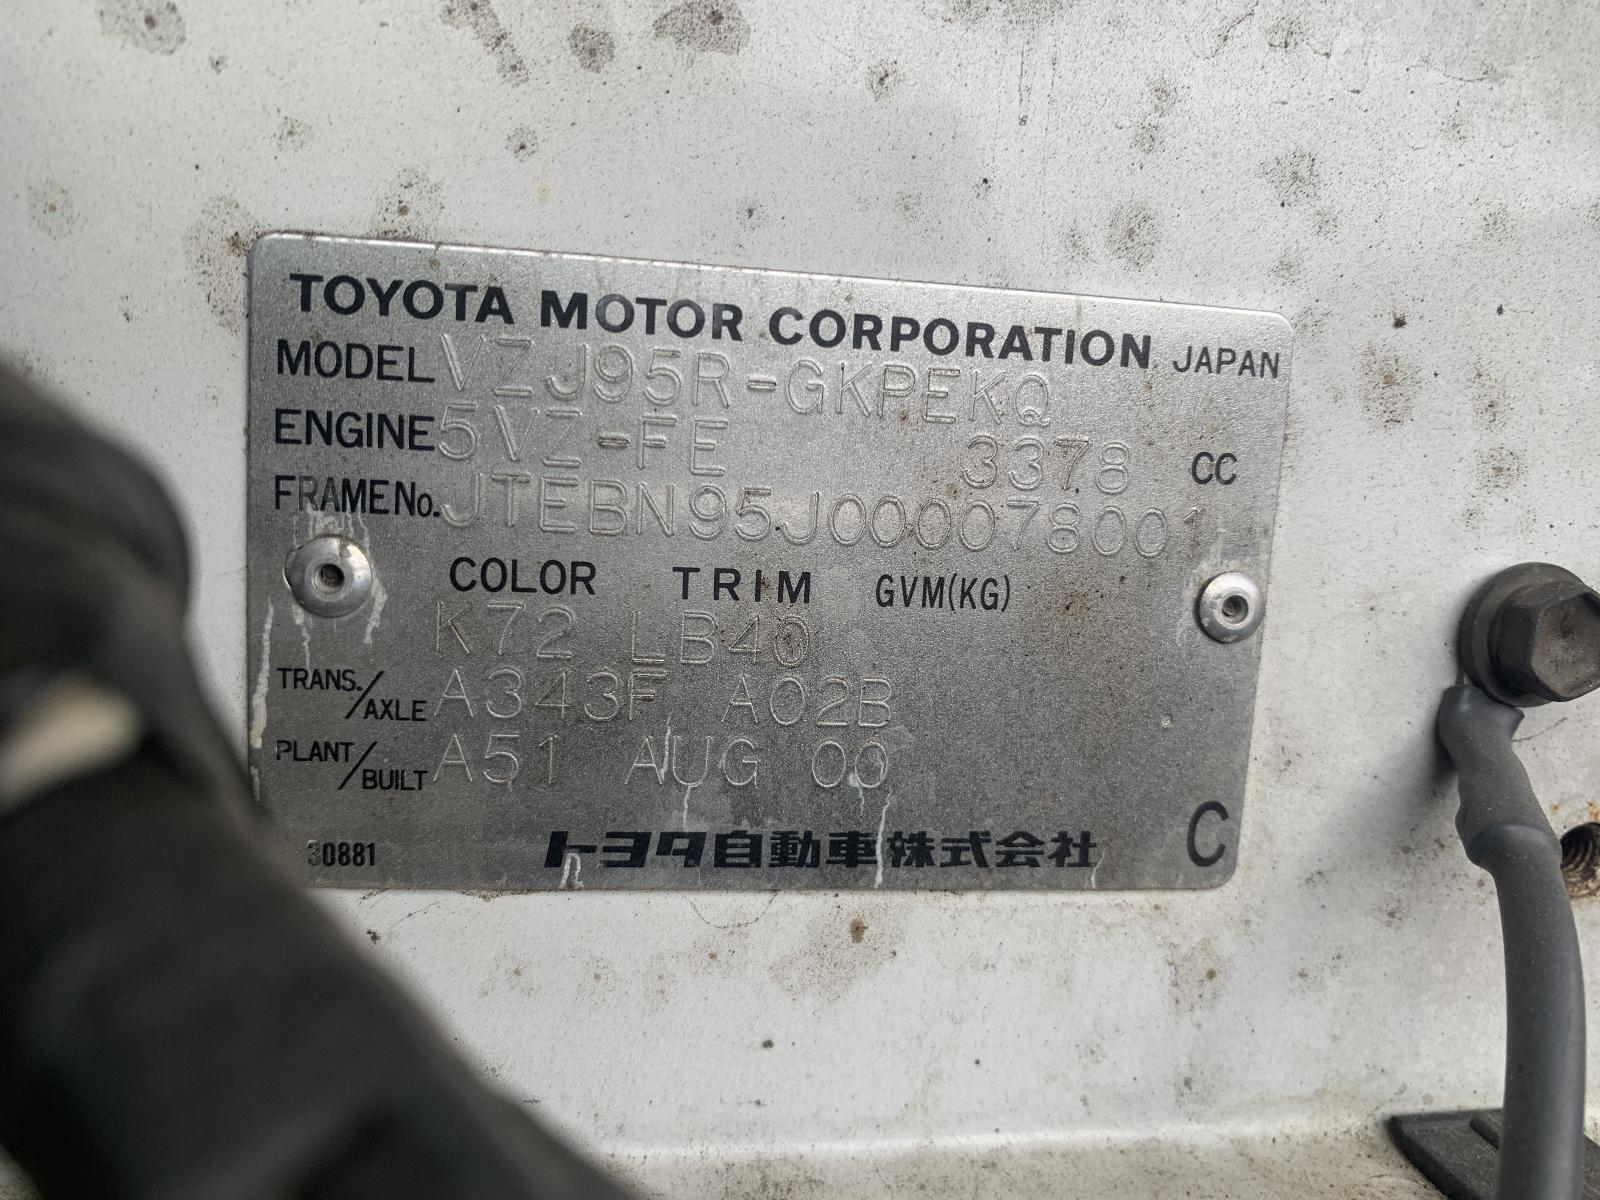 TOYOTA MOTOR CORPORATION JAPAN
MODEL VZJ95R-GKPEKQ
ENGINE 5VZ-FE 3378 CC
FRAME No. JTEBN95J000078001
COLOR TRIM GVM(KG)
K72 LB40
TRANS./AXLE A343F A02B
PLANT/BUILT A51 AUG 00
30881 トヨタ自動車株式会社 C